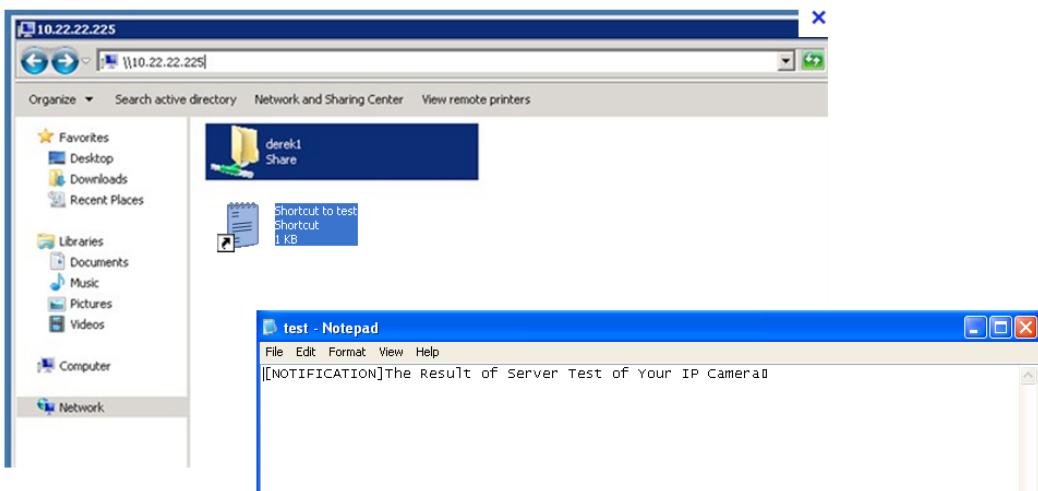 10.22.22.225
\\10.22.22.225
Organize Search active directory Network and Sharing Center View remote printers
Favorites
Desktop
Downloads
Recent Places
Libraries
Documents
Music
Pictures
Videos
Computer
Network
derek1
Share
Shortcut to test
Shortcut
1 KB
test - Notepad
File Edit Format View Help
[NOTIFICATION]The Result of Server Test of Your IP Camera▯